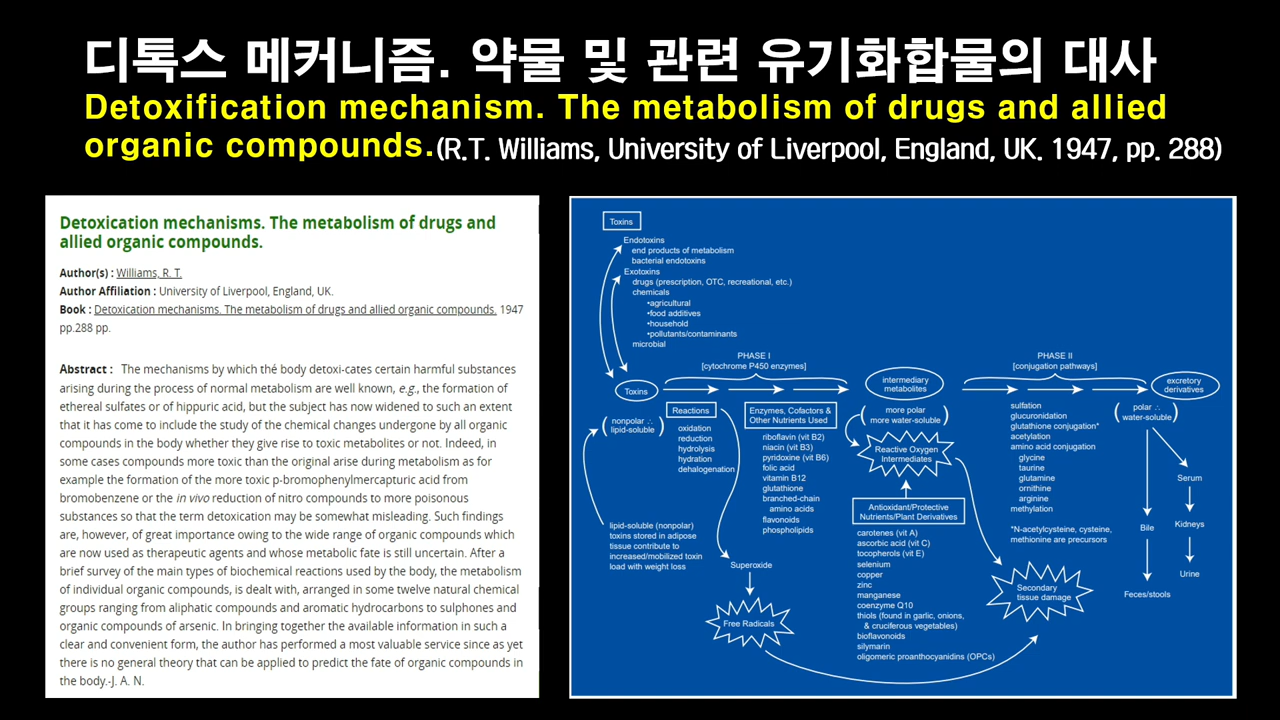 디톡스 메커니즘. 약물 및 관련 유기화합물의 대사
Detoxification mechanism. The metabolism of drugs and allied
organic compounds.(R.T. Williams, University of Liverpool, England, UK. 1947, pp. 288)
Detoxication mechanisms. The metabolism of drugs and
allied organic compounds.
Author(s) : Williams, R. T.
Author Affiliation : University of Liverpool, England, UK.
Book : Detoxication mechanisms. The metabolism of drugs and allied organic compounds. 1947
pp.288 pp.
Abstract : The mechanisms by which thé body detoxi-cates certain harmful substances
arising during the process of normal metabolism are well known, e.g., the formation of
ethereal sulfates or of hippuric acid, but the subject has now widened to such an extent
that it has come to include the study of the chemical changes undergone by all organic
compounds in the body whether they give rise to toxic metabolites or not. Indeed, in
some cases compounds more toxic than the original arise during metabolism as for
example the formation of the more toxic p-bromophenylmercapturic acid from
bromobenzene or the in vivo reduction of nitro compounds to more poisonous
substances so that the term detoxication may be somewhat misleading. Such findings
are, however, of great importance owing to the wide range of organic compounds which
are now used as therapeutic agents and whose metabolic fate is still uncertain. After a
brief survey of the main types of biochemical reactions used by the body, the metabolism
of individual organic compounds, is dealt with, arranged in some twelve natural chemical
groups ranging from aliphatic compounds and aromatic hydrocarbons to sulphones and
organic compounds of arsenic. In bringing together the available information in such a
clear and convenient form, the author has performed a most valuable service since as yet
there is no general theory that can be applied to predict the fate of organic compounds in
the body.-J. A. N.
Toxins
Endotoxins
end products of metabolism
bacterial endotoxins
Exotoxins
drugs (prescription, OTC, recreational, etc.)
chemicals
•agricultural
•food additives
•household
•pollutants/contaminants
microbial
PHASE I
[cytochrome P450 enzymes]
PHASE II
[conjugation pathways]
Toxins
intermediary
metabolites
excretory
derivatives
(nonpolar ∴
lipid-soluble)
Reactions
oxidation
reduction
hydrolysis
hydration
dehalogenation
Enzymes, Cofactors &
Other Nutrients Used
riboflavin (vit B2)
niacin (vit B3)
pyridoxine (vit B6)
folic acid
vitamin B12
glutathione
branched-chain
amino acids
flavonoids
phospholipids
(more polar
more water-soluble)
Reactive Oxygen
Intermediates
Antioxidant/Protective
Nutrients/Plant Derivatives
carotenes (vit A)
ascorbic acid (vit C)
tocopherols (vit E)
selenium
copper
zinc
manganese
coenzyme Q10
thiols (found in garlic, onions,
& cruciferous vegetables)
bioflavonoids
silymarin
oligomeric proanthocyanidins (OPCs)
sulfation
glucuronidation
glutathione conjugation*
acetylation
amino acid conjugation
glycine
taurine
glutamine
ornithine
arginine
methylation
*N-acetylcysteine, cysteine,
methionine are precursors
(polar ∴
water-soluble)
Serum
Kidneys
Urine
Bile
Feces/stools
lipid-soluble (nonpolar)
toxins stored in adipose
tissue contribute to
increased/mobilized toxin
load with weight loss
Superoxide
Free Radicals
Secondary
tissue damage